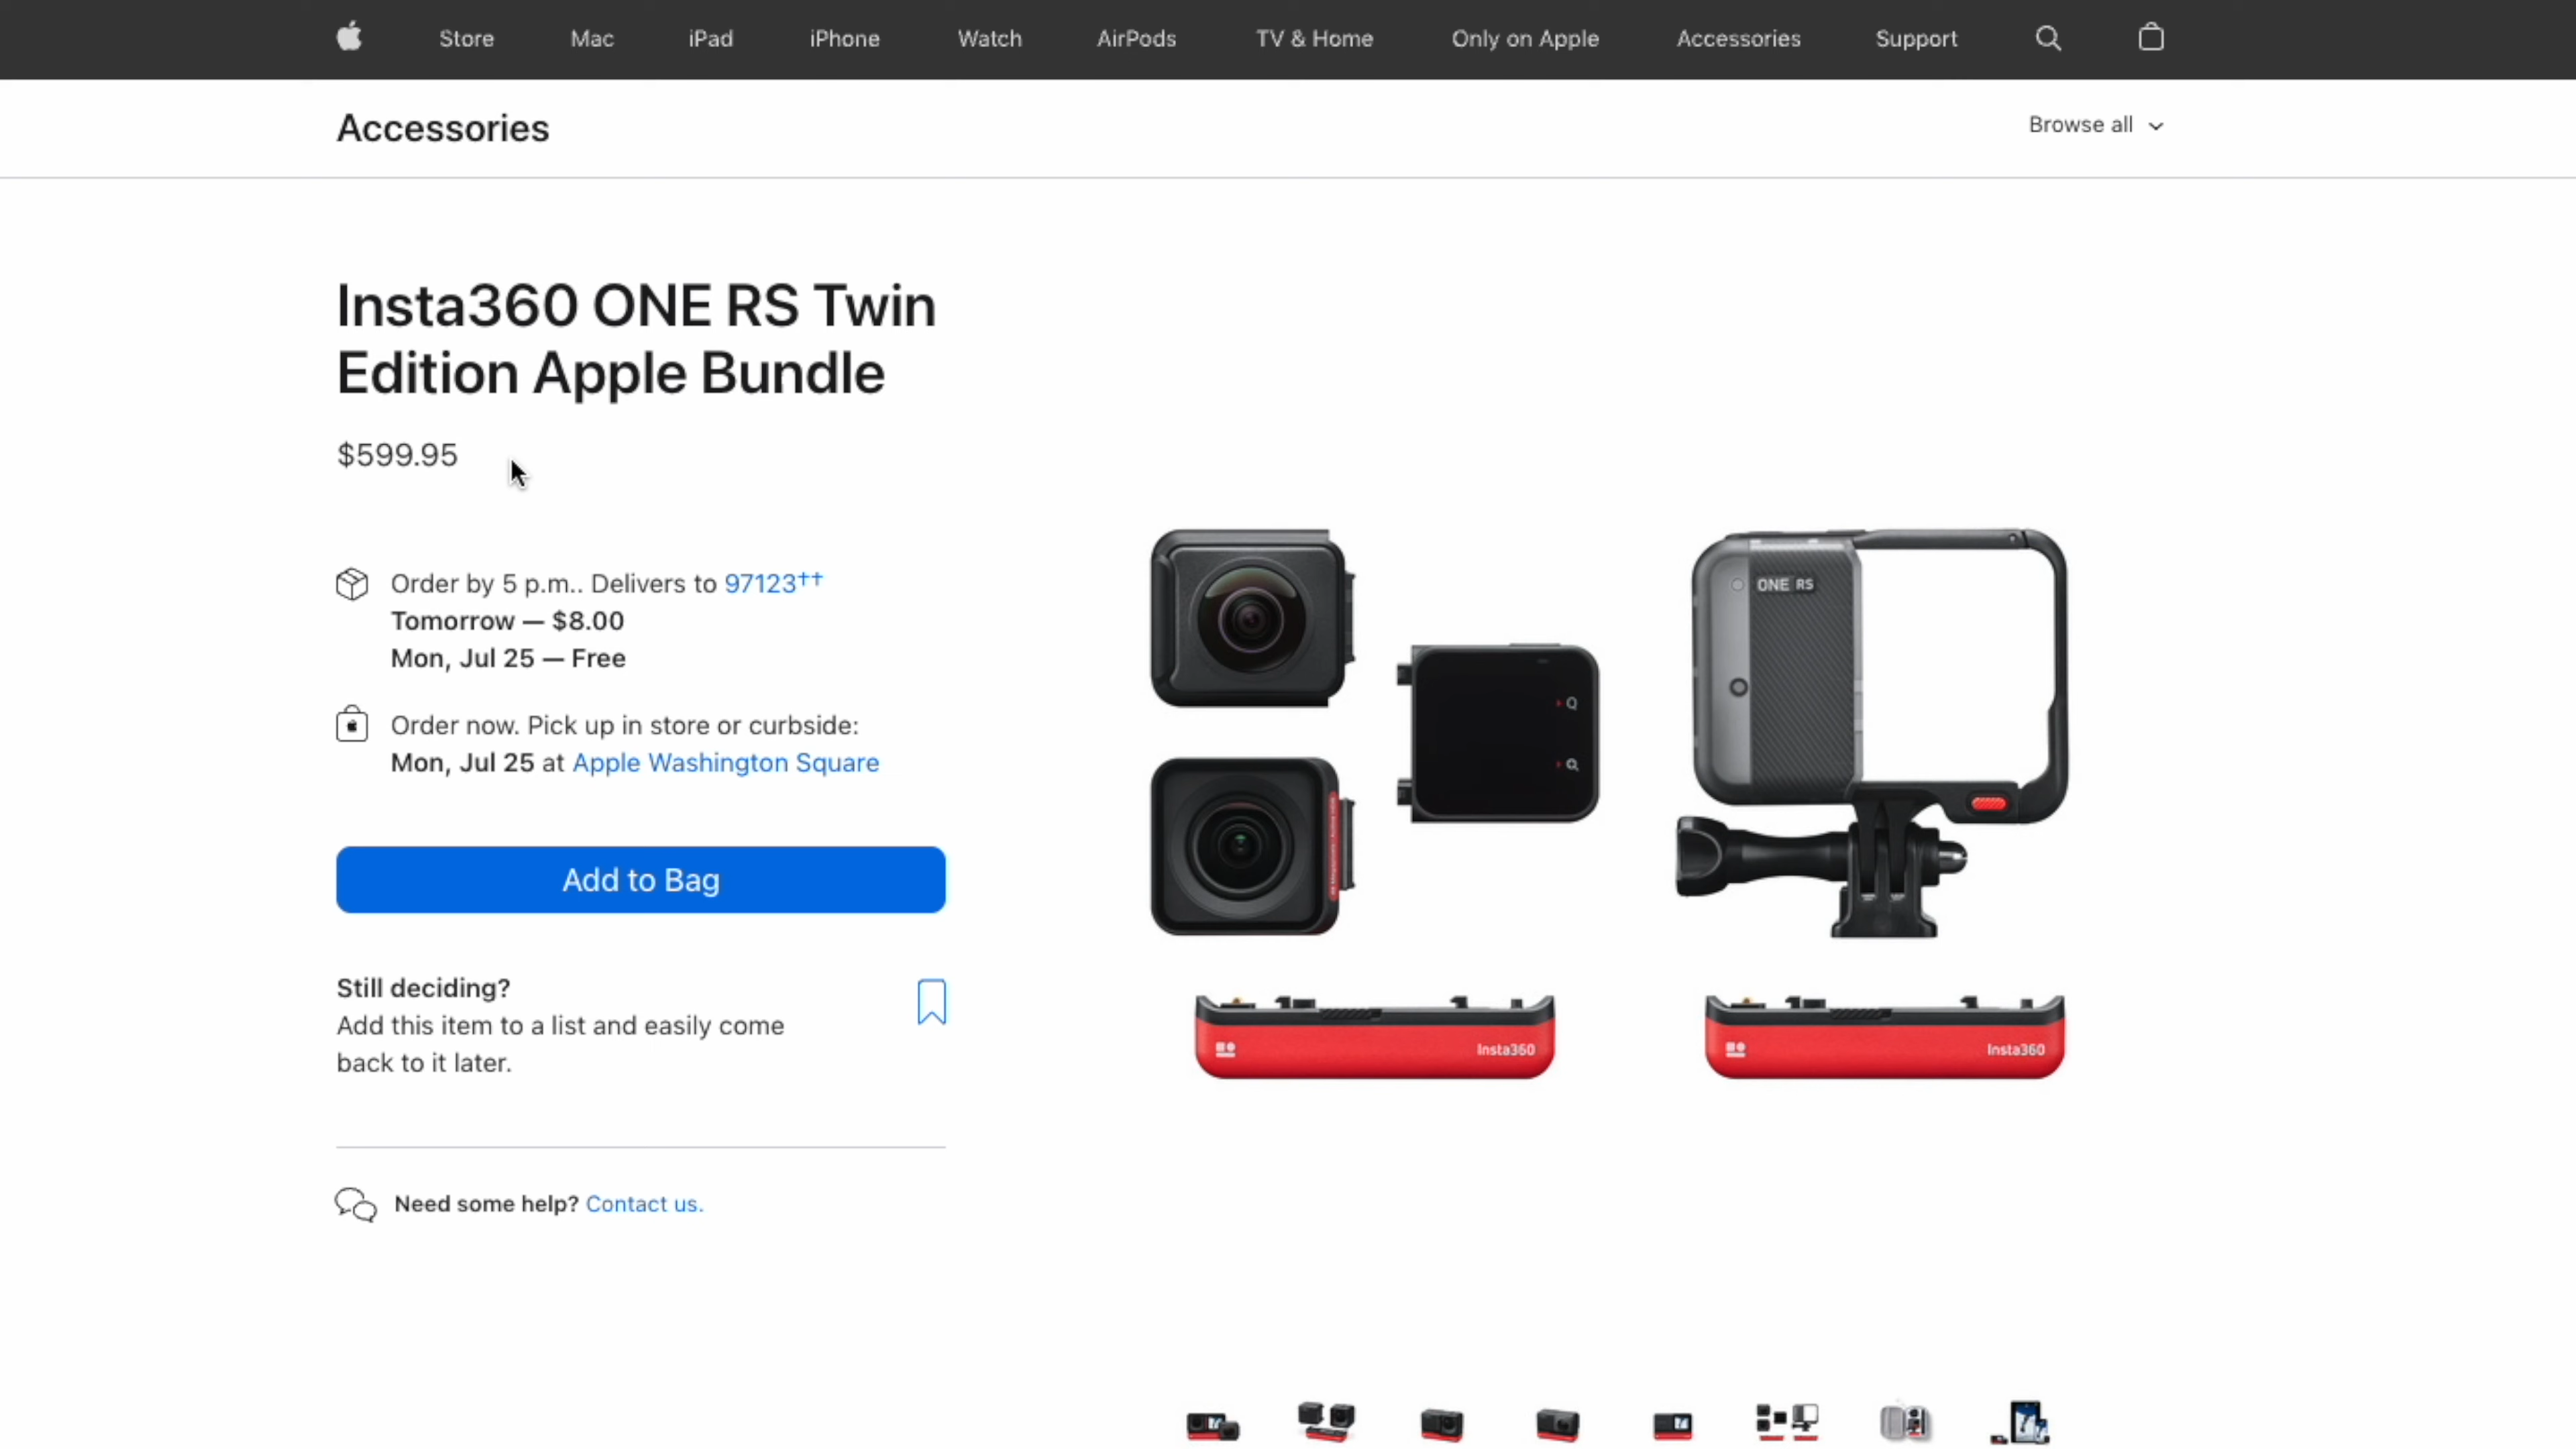 Store Mac iPad iPhone Watch AirPods TV & Home Only on Apple Accessories Support
Accessories
Browse all
Insta360 ONE RS Twin
Edition Apple Bundle
$599.95
Order by 5 p.m.. Delivers to 97123††
Tomorrow — $8.00
Mon, Jul 25 — Free
Order now. Pick up in store or curbside:
Mon, Jul 25 at Apple Washington Square
Add to Bag
Still deciding?
Add this item to a list and easily come
back to it later.
Need some help? Contact us.
ONE RS
Insta360
Insta360